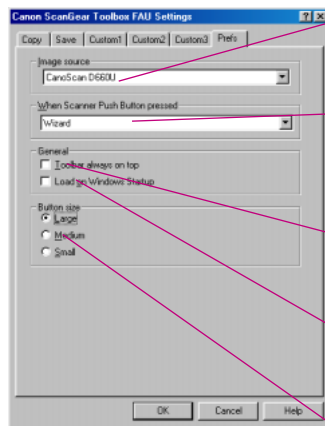 Canon ScanGear Toolbox FAU Settings
Copy Save Custom1 Custom2 Custom3 Prefs
Image source
CanoScan D660U
When Scanner Push Button pressed
Wizard
General
Toolbar always on top
Load on Windows Startup
Button size
Large
Medium
Small
OK Cancel Help